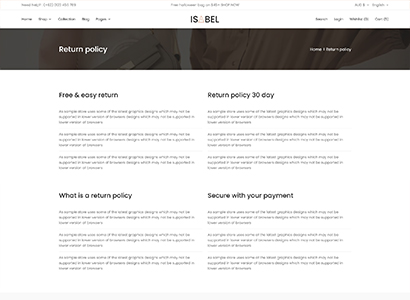 Need HELP: (+80) 123 456 789
Free Halloween bag on $99+ SHOP NOW
AUD $ English
Home Shop Collection Blog Pages
ISABEL
Search Login Wishlist (0) Cart (0)
Return policy
Home Return policy
Free & easy return
Return policy 30 day
As sample store uses some of the latest graphics designs which may not be
supported in lower version of browsers designs which may not be supported in
lower version of browsers
As sample store uses some of the latest graphics designs which may not be
supported in lower version of browsers designs which may not be supported in
lower version of browsers
As sample store uses some of the latest graphics designs which may not be
supported in lower version of browsers designs which may not be supported in
lower version of browsers.
As sample store uses some of the latest graphics designs which may not be
supported in lower version of browsers designs which may not be supported in
lower version of browsers
As sample store uses some of the latest graphics designs which may not be
supported in lower version of browsers designs which may not be supported in
lower version of browsers
As sample store uses some of the latest graphics designs which may not be
supported in lower version of browsers designs which may not be supported in
lower version of browsers.
What is a return policy
Secure with your payment
As sample store uses some of the latest graphics designs which may not be
supported in lower version of browsers designs which may not be supported in
lower version of browsers
As sample store uses some of the latest graphics designs which may not be
supported in lower version of browsers designs which may not be supported in
lower version of browsers
As sample store uses some of the latest graphics designs which may not be
supported in lower version of browsers designs which may not be supported in
lower version of browsers.
As sample store uses some of the latest graphics designs which may not be
supported in lower version of browsers designs which may not be supported in
lower version of browsers
As sample store uses some of the latest graphics designs which may not be
supported in lower version of browsers designs which may not be supported in
lower version of browsers
As sample store uses some of the latest graphics designs which may not be
supported in lower version of browsers designs which may not be supported in
lower version of browsers.